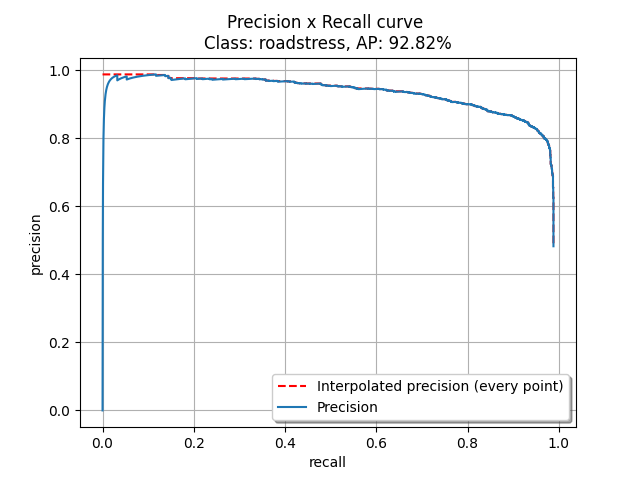 Precision x Recall curve
Class: roadstress, AP: 92.82%
1.0
0.8
0.6
0.4
0.2
0.0
precision
Interpolated precision (every point)
Precision
0.0 0.2 0.4 0.6 0.8 1.0
recall